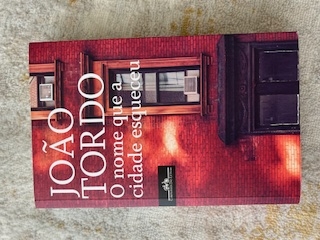 JOÃO
TORDO
O nome que a
cidade esqueceu